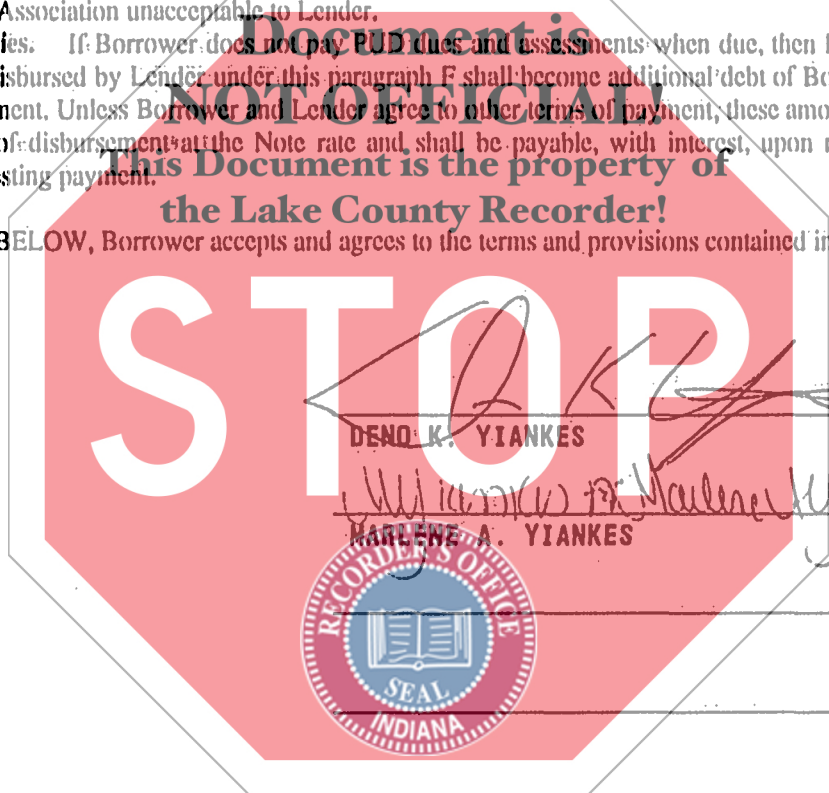 Association unacceptable to Lender.
ies. If Borrower does not pay PUD dues and assessments when due, then
isbursed by Lender under this paragraph F shall become additional debt of Bo
nent. Unless Borrower and Lender agree to other terms of payment, these amo
of disbursement at the Note rate and shall be payable, with interest, upon
sting payment.
BELOW, Borrower accepts and agrees to the terms and provisions contained in
Document is
NOT OFFICIAL!
This Document is the property of
the Lake County Recorder!
STOP
DENO K. YIANKES
MARLENE A. YIANKES
RECORDER'S OFFICE
SEAL
INDIANA